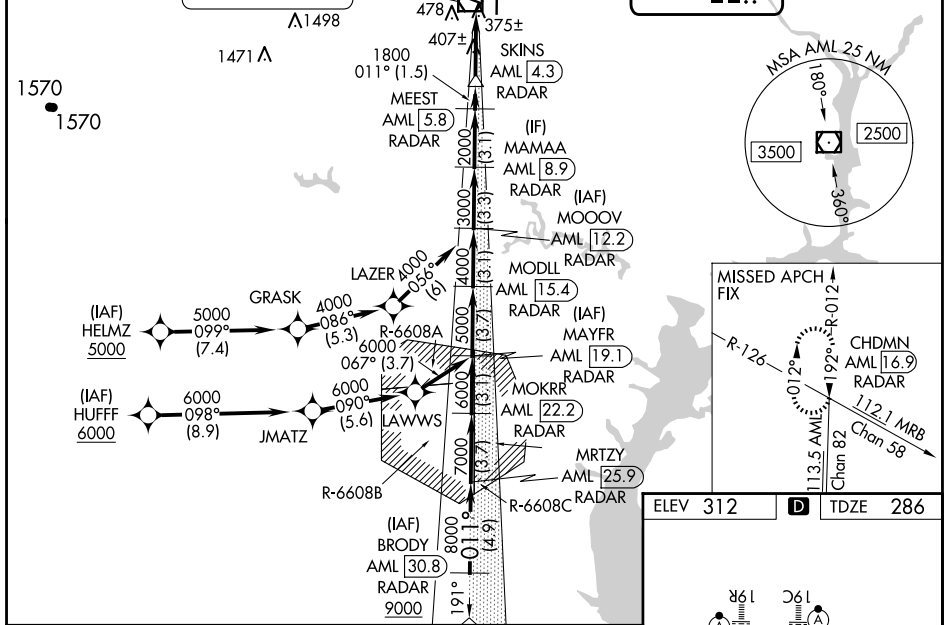 1498
478
375±
407±
1471
1800
011° (1.5)
SKINS
AML 4.3
RADAR
1570
1570
MEEST
AML 5.8
RADAR
2000
(3.1)
(IF)
MAMAA
AML 8.9
RADAR
3000
(3.3)
(IAF)
MOOOV
AML 12.2
RADAR
4000
(3.1)
MODLL
AML 15.4
RADAR
5000
(3.7)
(IAF)
MAYFR
AML 19.1
RADAR
6000
(3.1)
MOKRR
AML 22.2
RADAR
7000
(3.7)
MRTZY
AML 25.9
RADAR
R-6608C
8000
011°
(4.9)
(IAF)
BRODY
AML 30.8
RADAR
9000
191°
LAZER
4000
056°
(6)
GRASK
4000
086°
(5.3)
(IAF)
HELMZ
5000
5000
099°
(7.4)
R-6608A
6000
067° (3.7)
(IAF)
HUFFF
6000
6000
098°
(8.9)
JMATZ
6000
090°
(5.6)
LAWWS
R-6608B
MSA AML 25 NM
180°
3500
2500
360°
MISSED APCH
FIX
R-012
R-126
012°
192°
CHDMN
AML 16.9
RADAR
112.1 MRB
Chan 58
113.5 AML
Chan 82
ELEV 312
D
TDZE 286
19R
19C
A
A